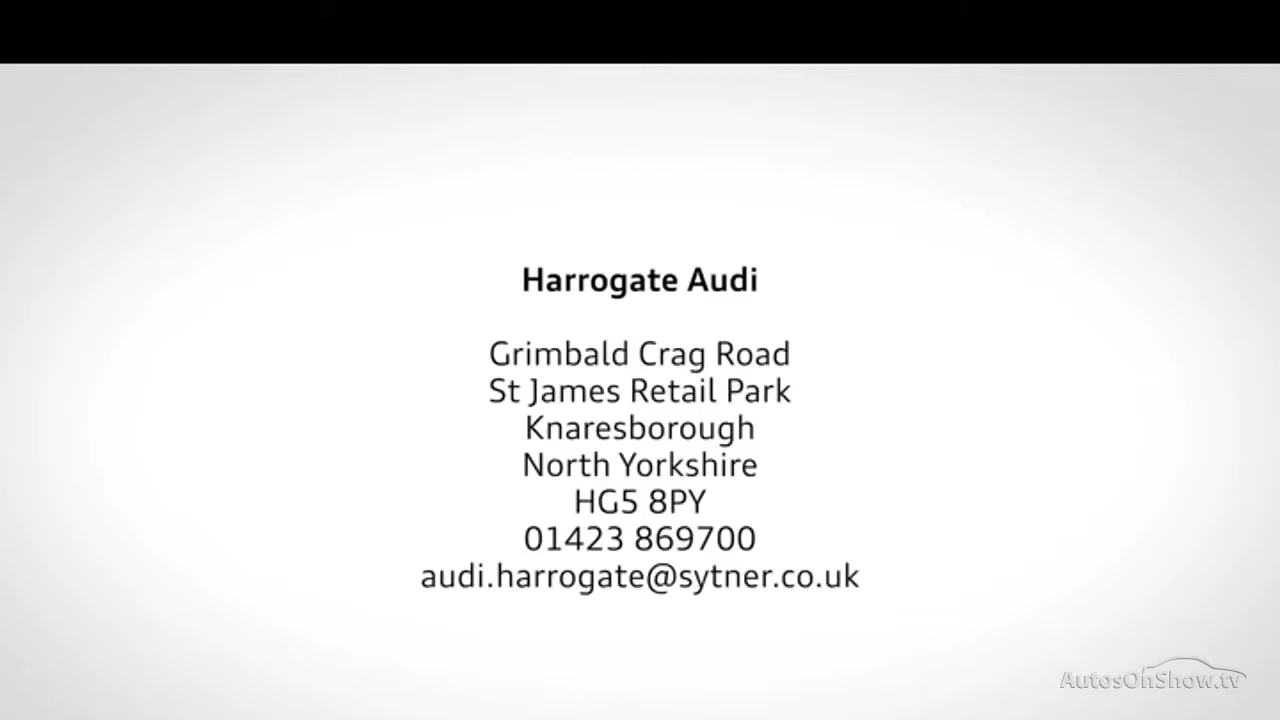 Harrogate Audi
Grimbald Crag Road
St James Retail Park
Knaresborough
North Yorkshire
HG5 8PY
01423 869700
audi.harrogate@sytner.co.uk
AutosOnShow.tv